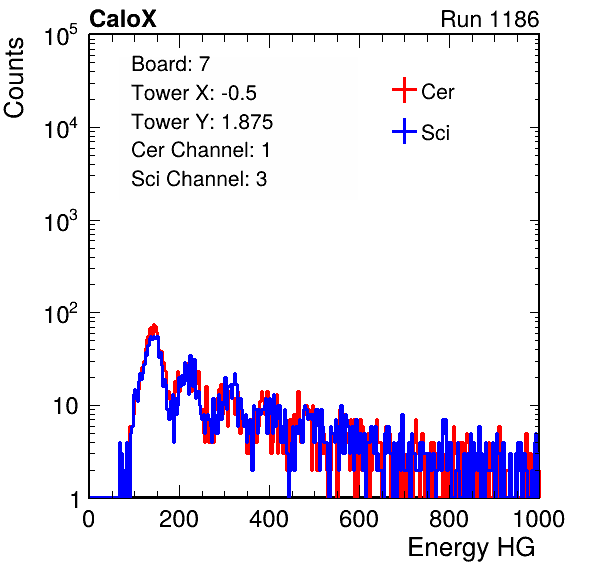 CaloX Run 1186
Counts
Board: 7
Tower X: -0.5
Tower Y: 1.875
Cer Channel: 1
Sci Channel: 3
Cer
Sci
10^5
10^4
10^3
10^2
10
1
0 200 400 600 800 1000
Energy HG